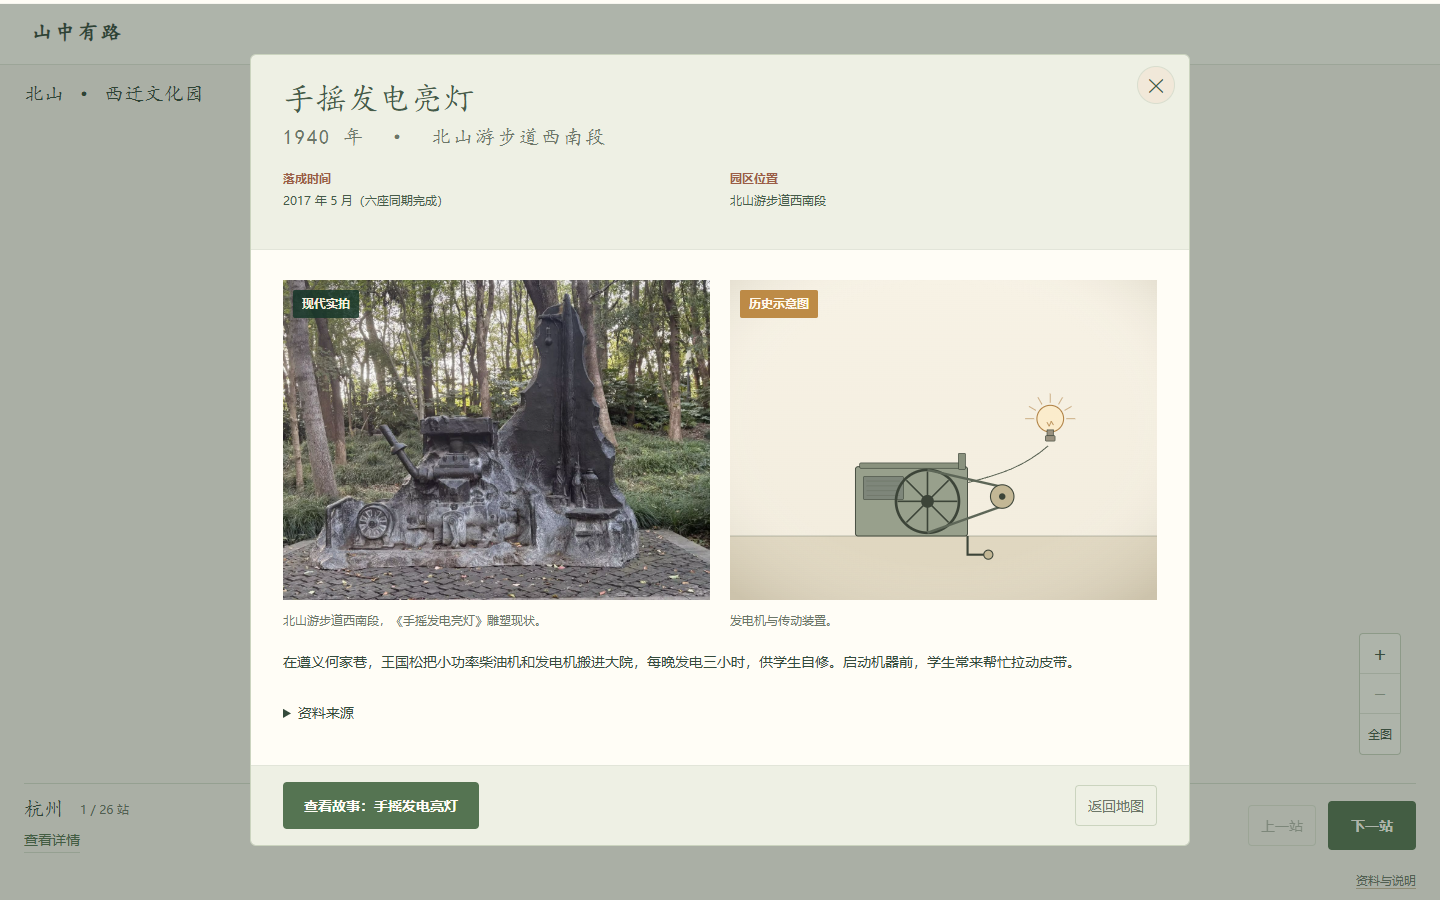 山中有路
北山 • 西迁文化园
手摇发电亮灯
1940 年 • 北山游步道西南段
落成时间
2017 年 5 月（六座同期完成）
园区位置
北山游步道西南段
现代实拍
历史示意图
北山游步道西南段，《手摇发电亮灯》雕塑现状。
发电机与传动装置。
在遵义何家巷，王国松把小功率柴油机和发电机搬进大院，每晚发电三小时，供学生自修。启动机器前，学生常来帮忙拉动皮带。
▶ 资料来源
+
−
全图
杭州 1 / 26 站
查看详情
查看故事：手摇发电亮灯
返回地图
上一站
下一站
资料与说明